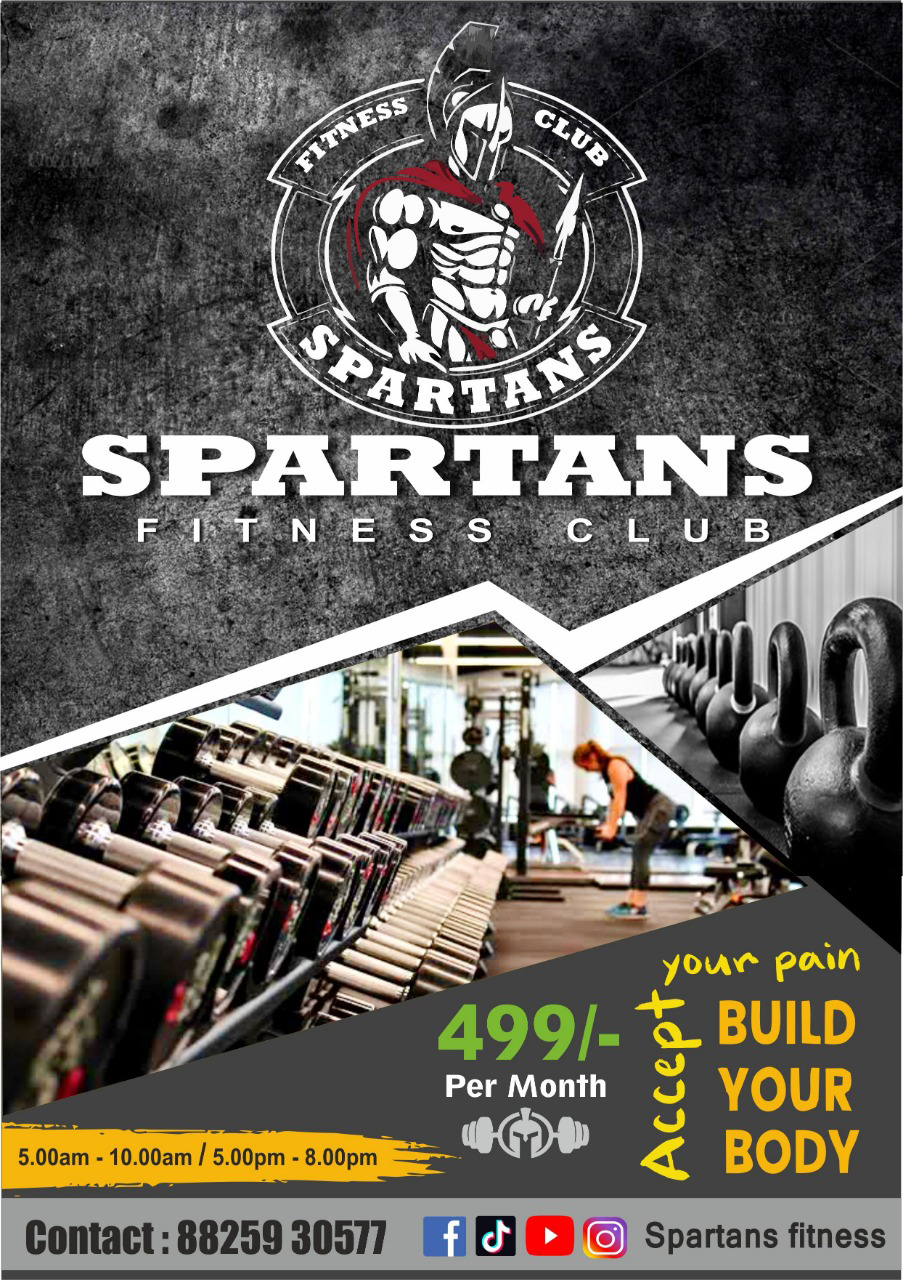 FITNESS CLUB
SPARTANS
SPARTANS
FITNESS CLUB
499/-
Per Month
Accept your pain
BUILD
YOUR
BODY
5.00am - 10.00am / 5.00pm - 8.00pm
Contact : 88259 30577
Spartans fitness